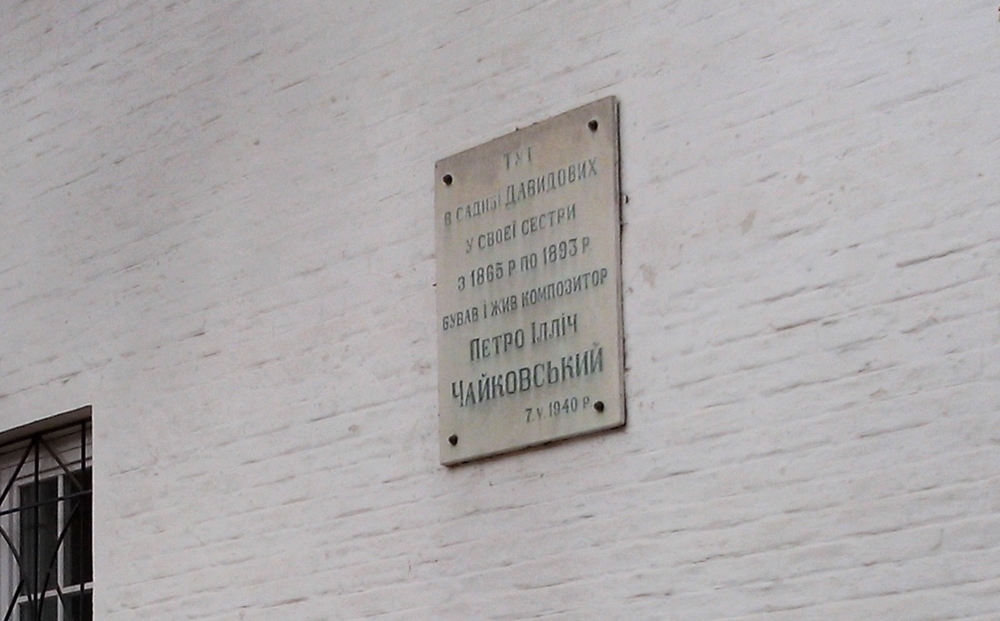 ТУТ
В САДИБІ ДАВИДОВИХ
У СВОЄЇ СЕСТРИ
З 1865 Р ПО 1893 Р
БУВАВ І ЖИВ КОМПОЗИТОР
ПЕТРО ІЛЛІЧ
ЧАЙКОВСЬКИЙ
7.V.1940 Р.